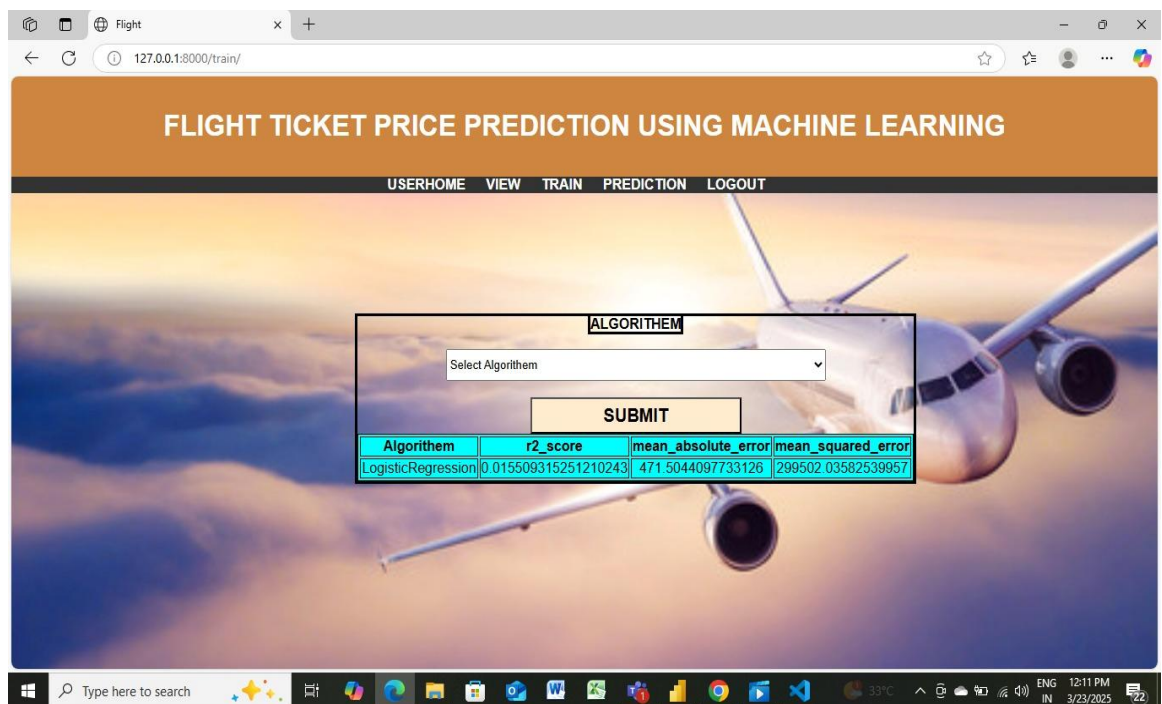 Flight
127.0.0.1:8000/train/
FLIGHT TICKET PRICE PREDICTION USING MACHINE LEARNING
USERHOME VIEW TRAIN PREDICTION LOGOUT
ALGORITHEM
Select Algorithem
SUBMIT
Algorithem r2_score mean_absolute_error mean_squared_error
LogisticRegression 0.015509315251210243 471.5044097733126 299502.03582539957
Type here to search 33°C ENG 12:11 PM
IN 3/23/2025 22